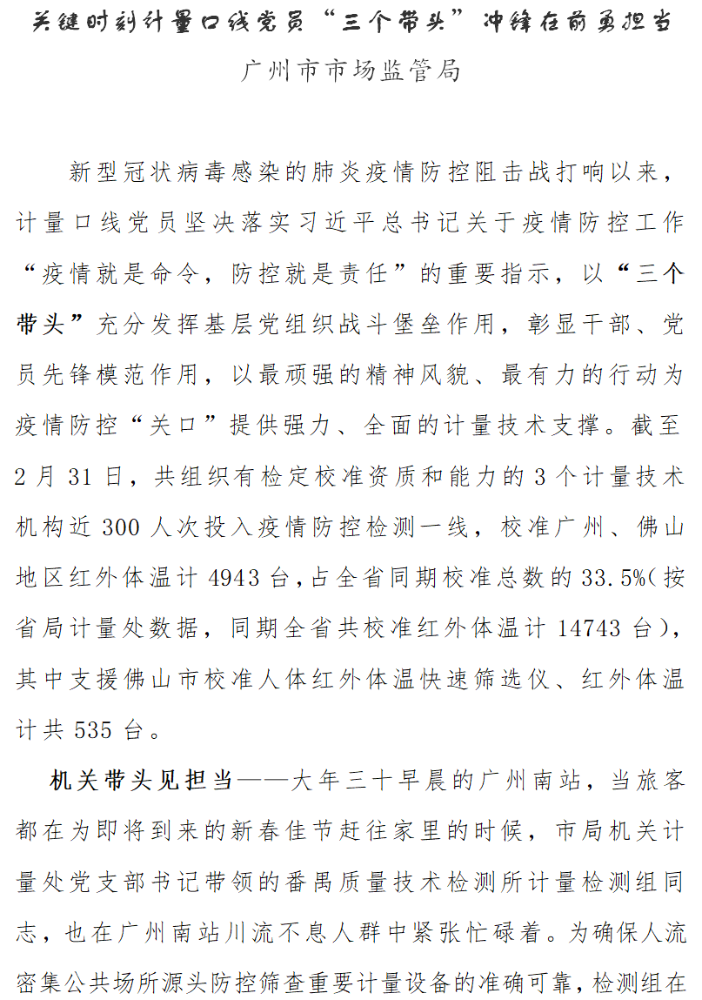 关键时刻计量口线党员“三个带头”冲锋在前勇担当
广州市市场监管局
新型冠状病毒感染的肺炎疫情防控阻击战打响以来，
计量口线党员坚决落实习近平总书记关于疫情防控工作
“疫情就是命令，防控就是责任”的重要指示，以“三个
带头”充分发挥基层党组织战斗堡垒作用，彰显干部、党
员先锋模范作用，以最顽强的精神风貌、最有力的行动为
疫情防控“关口”提供强力、全面的计量技术支撑。截至
2 月 31 日，共组织有检定校准资质和能力的 3 个计量技术
机构近 300 人次投入疫情防控检测一线，校准广州、佛山
地区红外体温计 4943 台,占全省同期校准总数的 33.5%（按
省局计量处数据，同期全省共校准红外体温计 14743 台），
其中支援佛山市校准人体红外体温快速筛选仪、红外体温
计共 535 台。
机关带头见担当——大年三十早晨的广州南站，当旅客
都在为即将到来的新春佳节赶往家里的时候，市局机关计
量处党支部书记带领的番禺质量技术检测所计量检测组同
志，也在广州南站川流不息人群中紧张忙碌着。为确保人流
密集公共场所源头防控筛查重要计量设备的准确可靠，检测组在